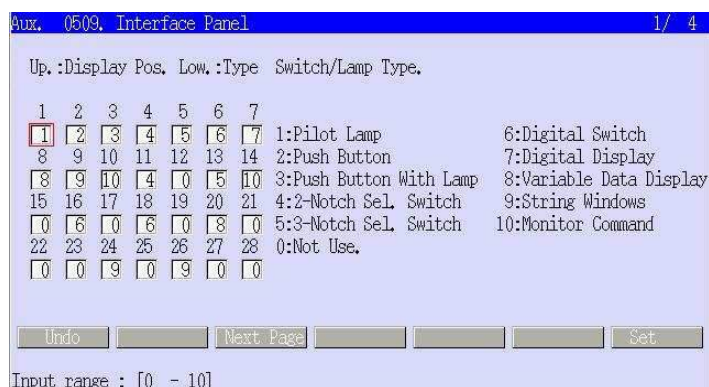 Aux. 0509. Interface Panel 1/ 4
Up.:Display Pos. Low.:Type Switch/Lamp Type.
1 2 3 4 5 6 7
1 2 3 4 5 6 7 1:Pilot Lamp 6:Digital Switch
8 9 10 11 12 13 14 2:Push Button 7:Digital Display
8 9 10 4 0 5 10 3:Push Button With Lamp 8:Variable Data Display
15 16 17 18 19 20 21 4:2-Notch Sel. Switch 9:String Windows
0 6 0 6 0 8 0 5:3-Notch Sel. Switch 10:Monitor Command
22 23 24 25 26 27 28 0:Not Use.
0 0 9 0 9 0 0
Undo Next Page Set
Input range : [0 - 10]